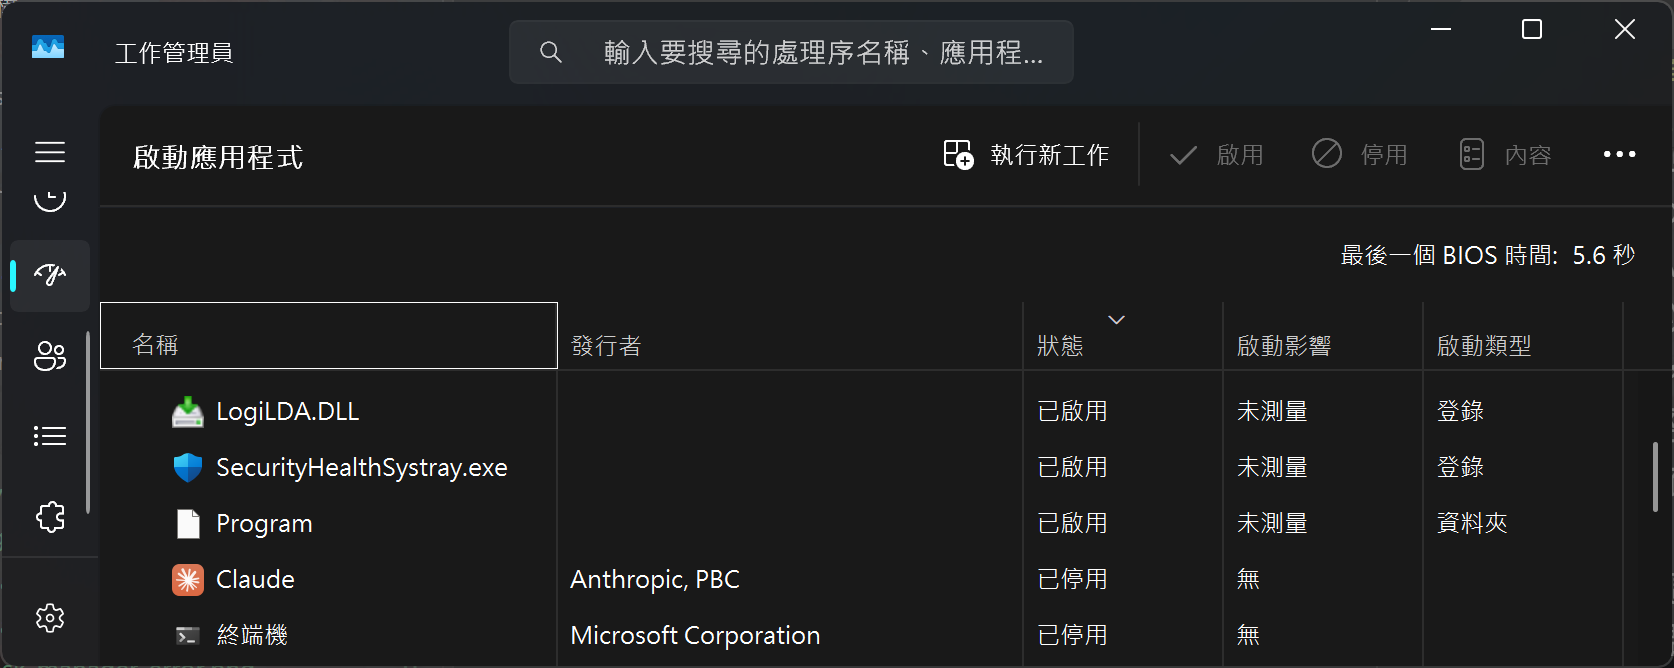 工作管理員
輸入要搜尋的處理序名稱、應用程...
啟動應用程式
執行新工作
啟用
停用
內容
最後一個 BIOS 時間: 5.6 秒
名稱 發行者 狀態 啟動影響 啟動類型
LogiLDA.DLL 已啟用 未測量 登錄
SecurityHealthSystray.exe 已啟用 未測量 登錄
Program 已啟用 未測量 資料夾
Claude Anthropic, PBC 已停用 無
終端機 Microsoft Corporation 已停用 無